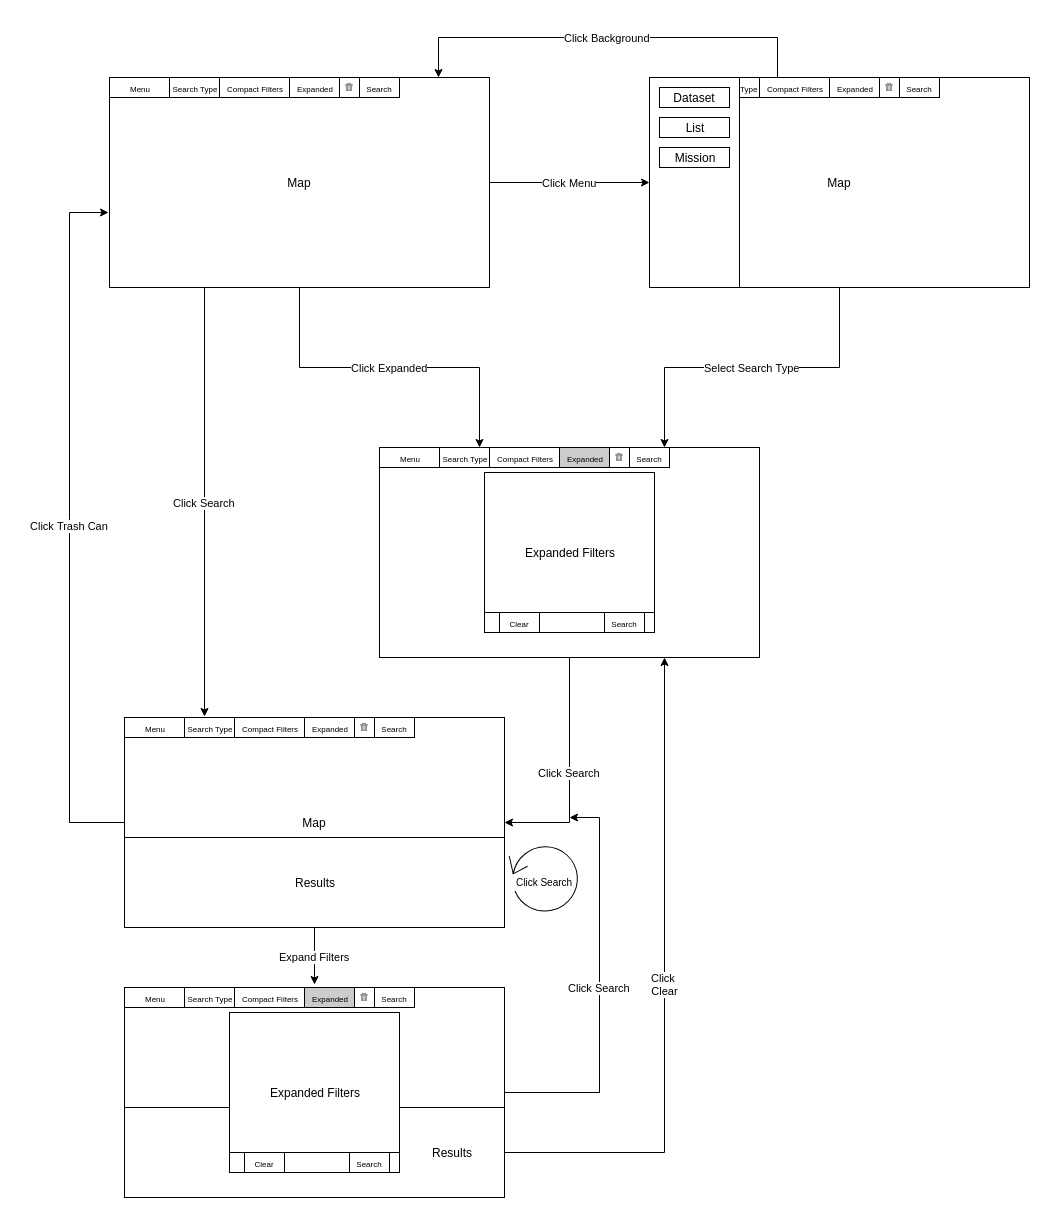 Click Background
Menu
Search Type
Compact Filters
Expanded
Search
Map
Click Menu
Type
Compact Filters
Expanded
Search
Dataset
List
Mission
Map
Click Expanded
Select Search Type
Click Search
Click Trash Can
Menu
Search Type
Compact Filters
Expanded
Search
Expanded Filters
Clear
Search
Menu
Search Type
Compact Filters
Expanded
Search
Map
Results
Click Search
Click Search
Expand Filters
Click Search
Click
Clear
Menu
Search Type
Compact Filters
Expanded
Search
Expanded Filters
Results
Clear
Search